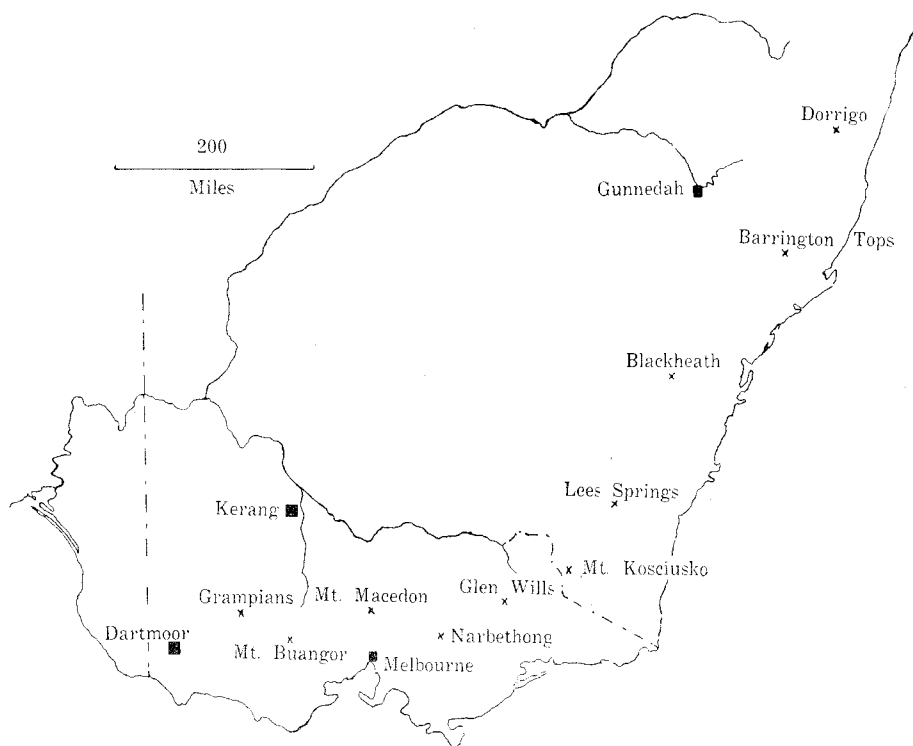 Dorrigo
200
Miles
Gunnedah
Barrington Tops
Blackheath
Lees Springs
Kerang
Mt. Kosciusko
Glen Wills
Grampians
Mt. Macedon
Dartmoor
Narbethong
Mt. Buangor
Melbourne